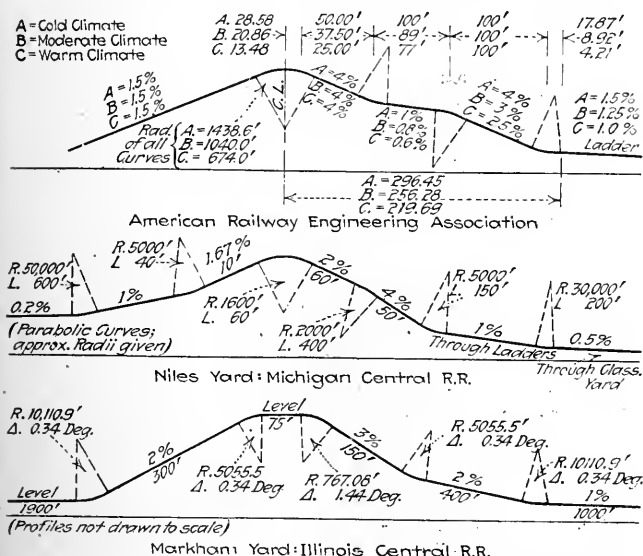 A=Cold Climate
B=Moderate Climate
C=Warm Climate
A. 28.58
B. 20.86
C. 13.48
50.00'
37.50'
25.00'
100'
89'
77'
100'
100'
100'
17.87'
8.92'
4.21'
A=1.5%
B=1.5%
C=1.5%
V.C.
A=4%
B=4%
C=4%
A=1%
B=0.8%
C=0.6%
A=4%
B=3%
C=2.5%
A=1.5%
B=1.25%
C=1.0%
Ladder
Rad
of all
Curves
A.=1438.6'
B.=1040.0'
C.=674.0'
A.=296.45
B.=256.28
C.=219.69
American Railway Engineering Association
R.50,000'
L. 600'
0.2%
1%
R.5000'
L 40'
1.67%
10'
R.1600'
L. 60'
2%
60'
R.2000'
L. 400'
4%
50'
R.5000'
L. 150'
1%
Through Ladders
R.30,000'
L. 200'
0.5%
Through Class.
Yard
(Parabolic Curves;
approx. Radii given)
Niles Yard: Michigan Central R.R.
R.10,110.9'
Δ. 0.34 Deg.
Level
1900'
2%
300'
Level
75'
R.5055.5
Δ. 0.34 Deg.
R.767.06'
Δ. 1.44 Deg.
3%
150'
R.5055.5'
Δ. 0.34 Deg.
2%
400'
R.10110.9'
Δ. 0.34 Deg.
1%
1000'
(Profiles not drawn to scale)
Markham Yard: Illinois Central R.R.